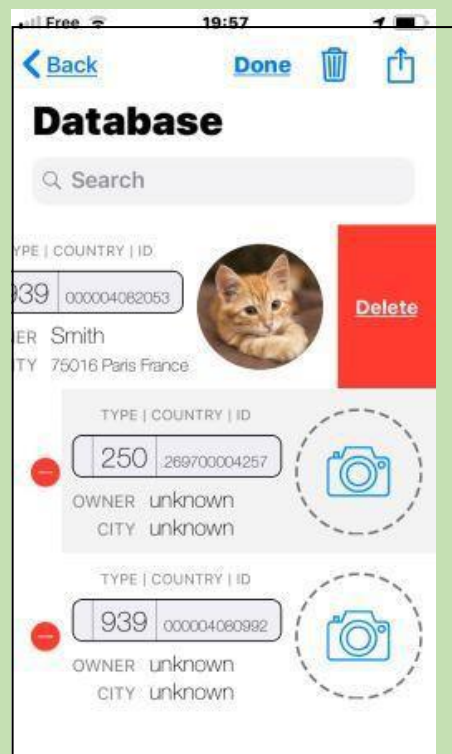 Free 19:57
Back Done
Database
Search
YPE | COUNTRY | ID
939 000004082053
Delete
ER Smith
TY 75016 Paris France
TYPE | COUNTRY | ID
250 269700004257
OWNER unknown
CITY unknown
TYPE | COUNTRY | ID
939 000004080992
OWNER unknown
CITY unknown